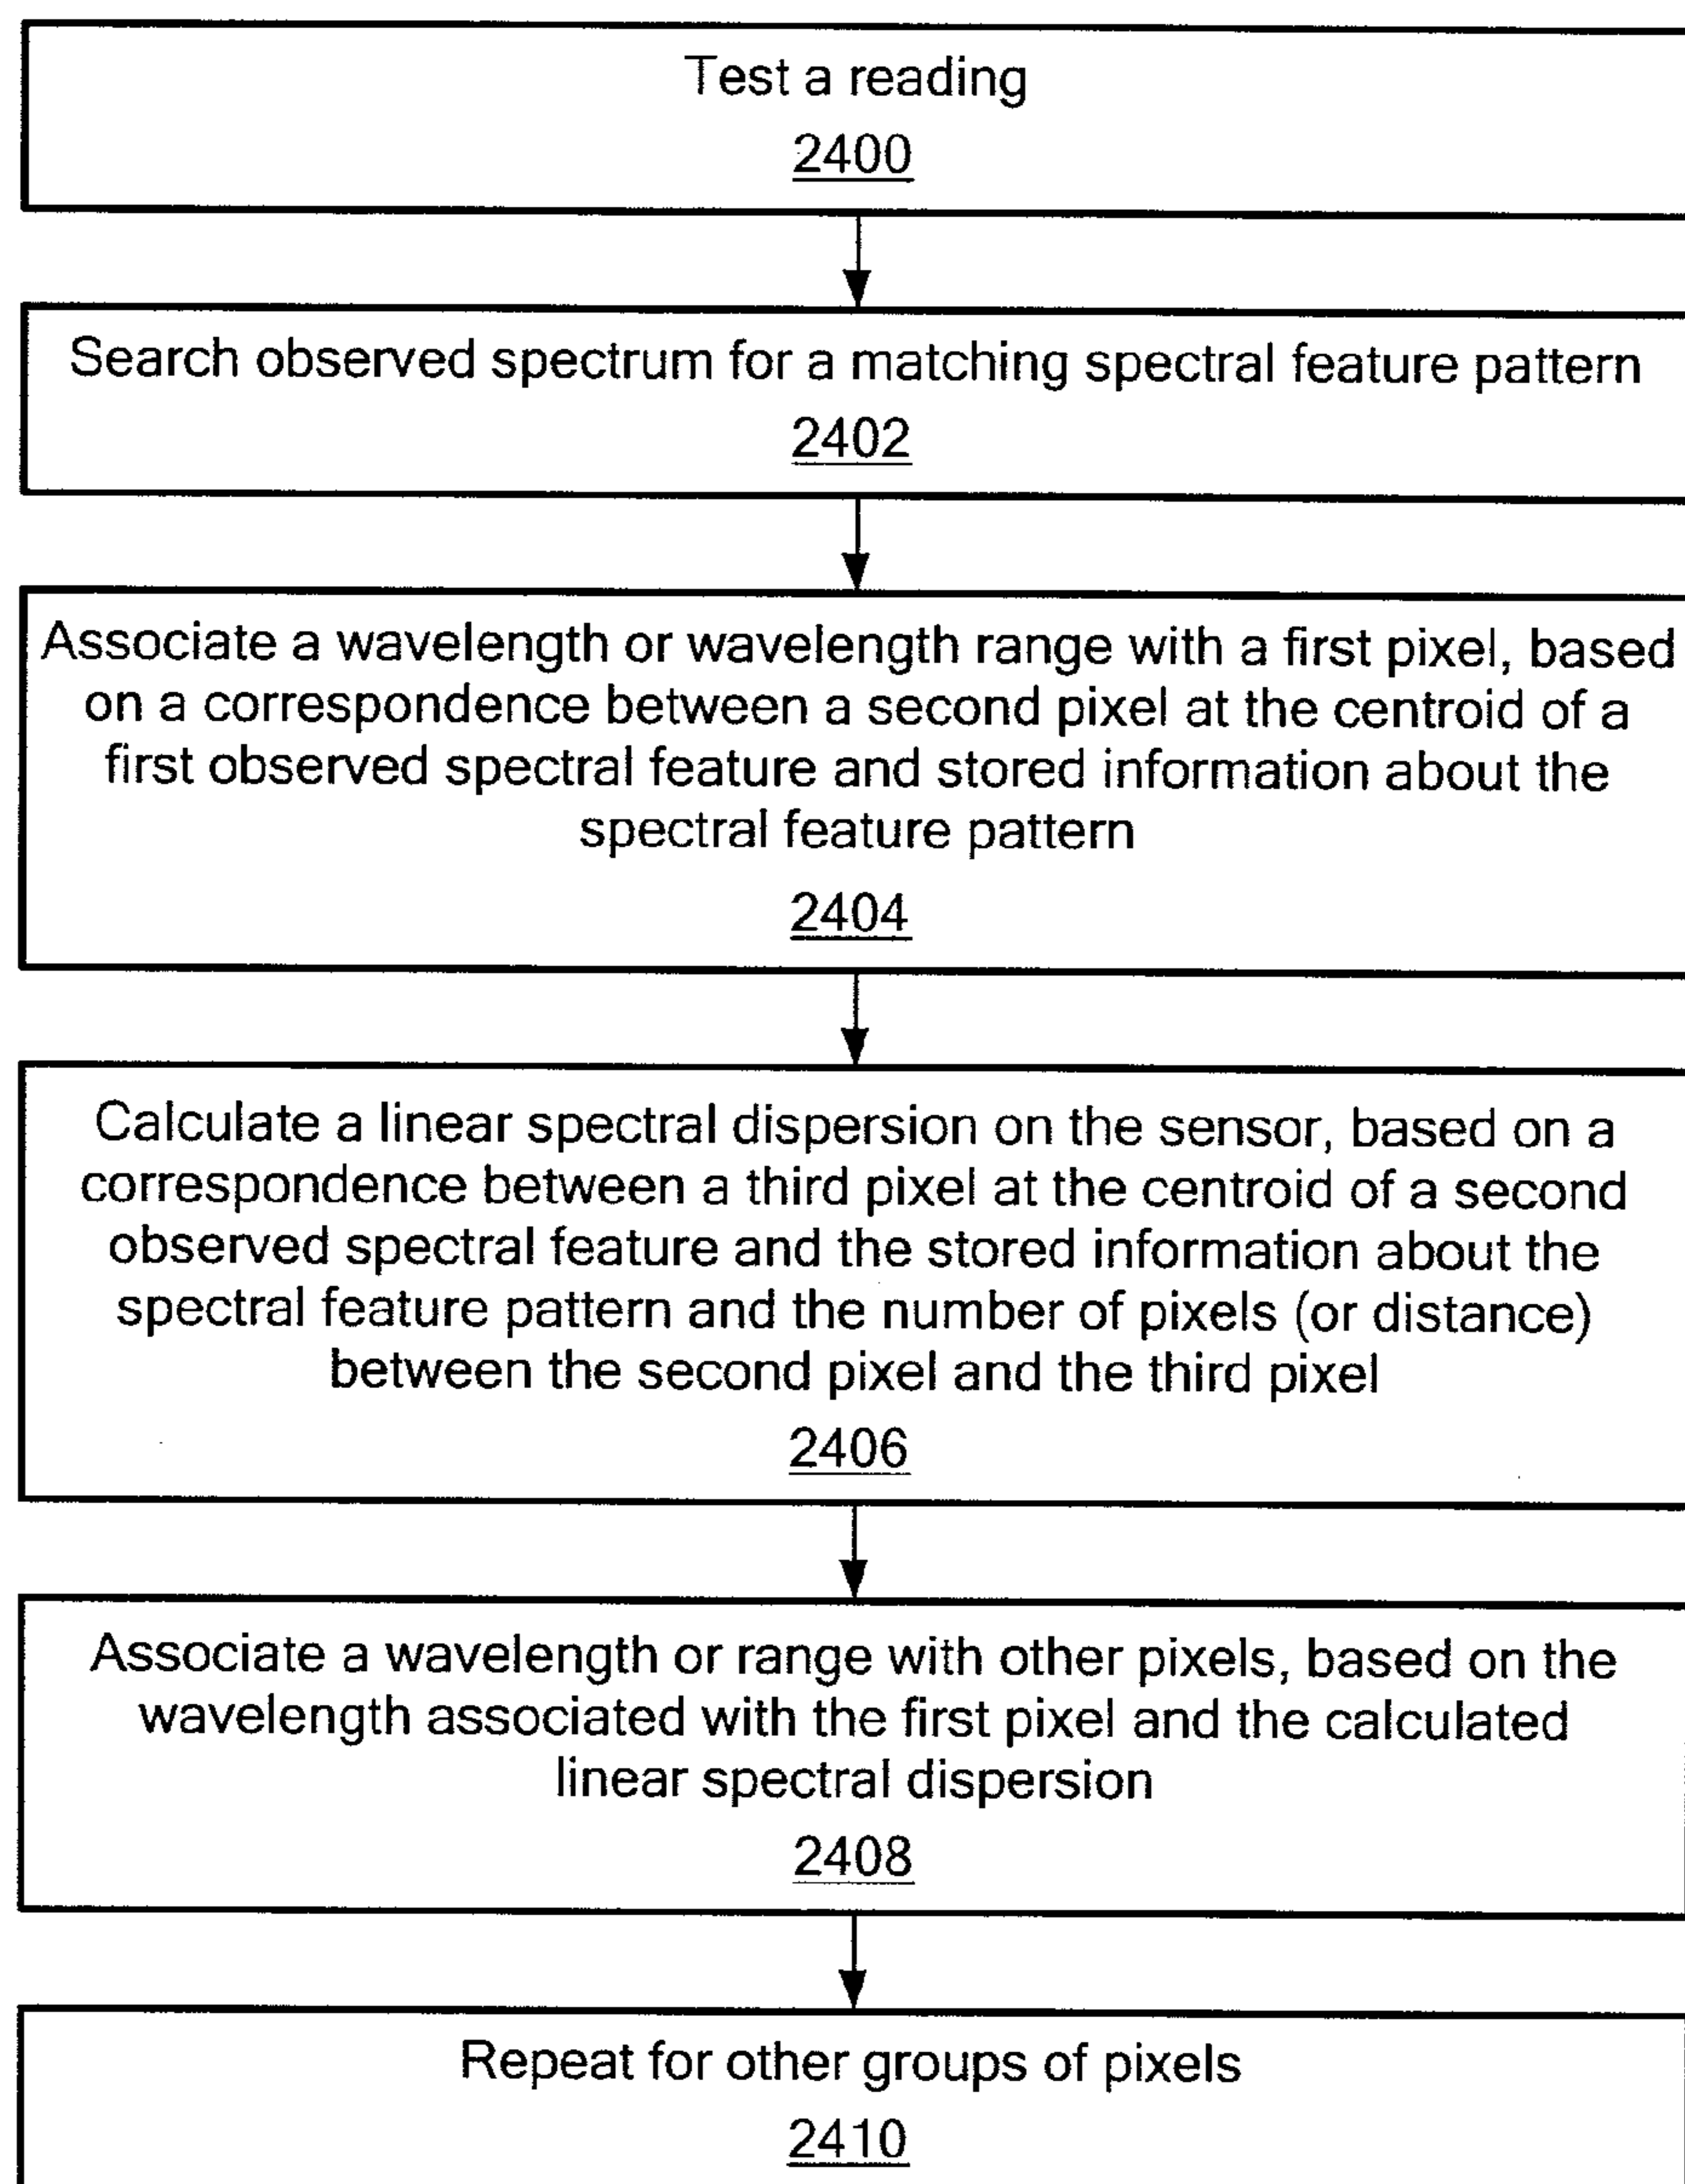 Test a reading
2400
Search observed spectrum for a matching spectral feature pattern
2402
Associate a wavelength or wavelength range with a first pixel, based
on a correspondence between a second pixel at the centroid of a
first observed spectral feature and stored information about the
spectral feature pattern
2404
Calculate a linear spectral dispersion on the sensor, based on a
correspondence between a third pixel at the centroid of a second
observed spectral feature and the stored information about the
spectral feature pattern and the number of pixels (or distance)
between the second pixel and the third pixel
2406
Associate a wavelength or range with other pixels, based on the
wavelength associated with the first pixel and the calculated
linear spectral dispersion
2408
Repeat for other groups of pixels
2410